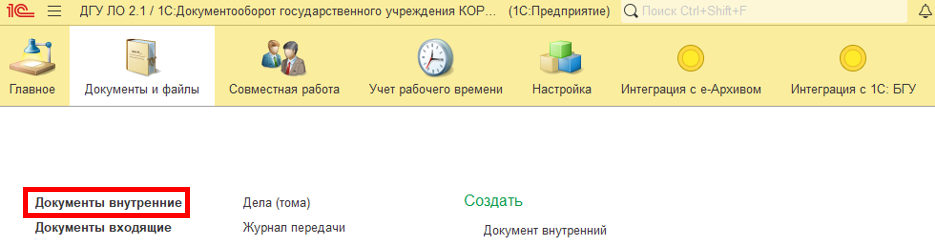 1С ДГУ ЛО 2.1 / 1С:Документооборот государственного учреждения КОР... (1С:Предприятие) Поиск Ctrl+Shift+F
Главное Документы и файлы Совместная работа Учет рабочего времени Настройка Интеграция с е-Архивом Интеграция с 1С: БГУ
Документы внутренние Дела (тома) Создать
Документы входящие Журнал передачи Документ внутренний